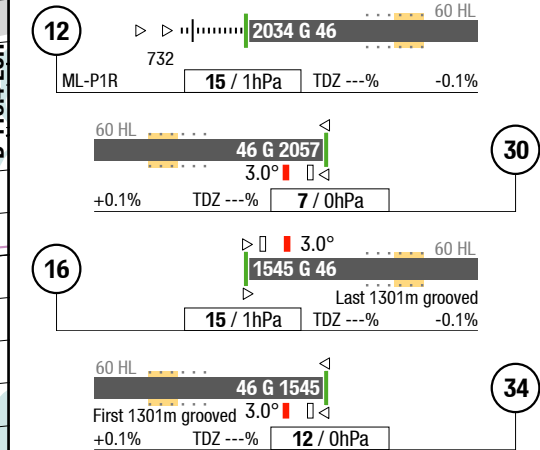 60 HL
12
2034 G 46
732
ML-P1R
15 / 1hPa
TDZ ---%
-0.1%
60 HL
46 G 2057
30
3.0°
+0.1%
TDZ ---%
7 / 0hPa
3.0°
60 HL
16
1545 G 46
Last 1301m grooved
15 / 1hPa
TDZ ---%
-0.1%
60 HL
46 G 1545
34
First 1301m grooved
3.0°
+0.1%
TDZ ---%
12 / 0hPa